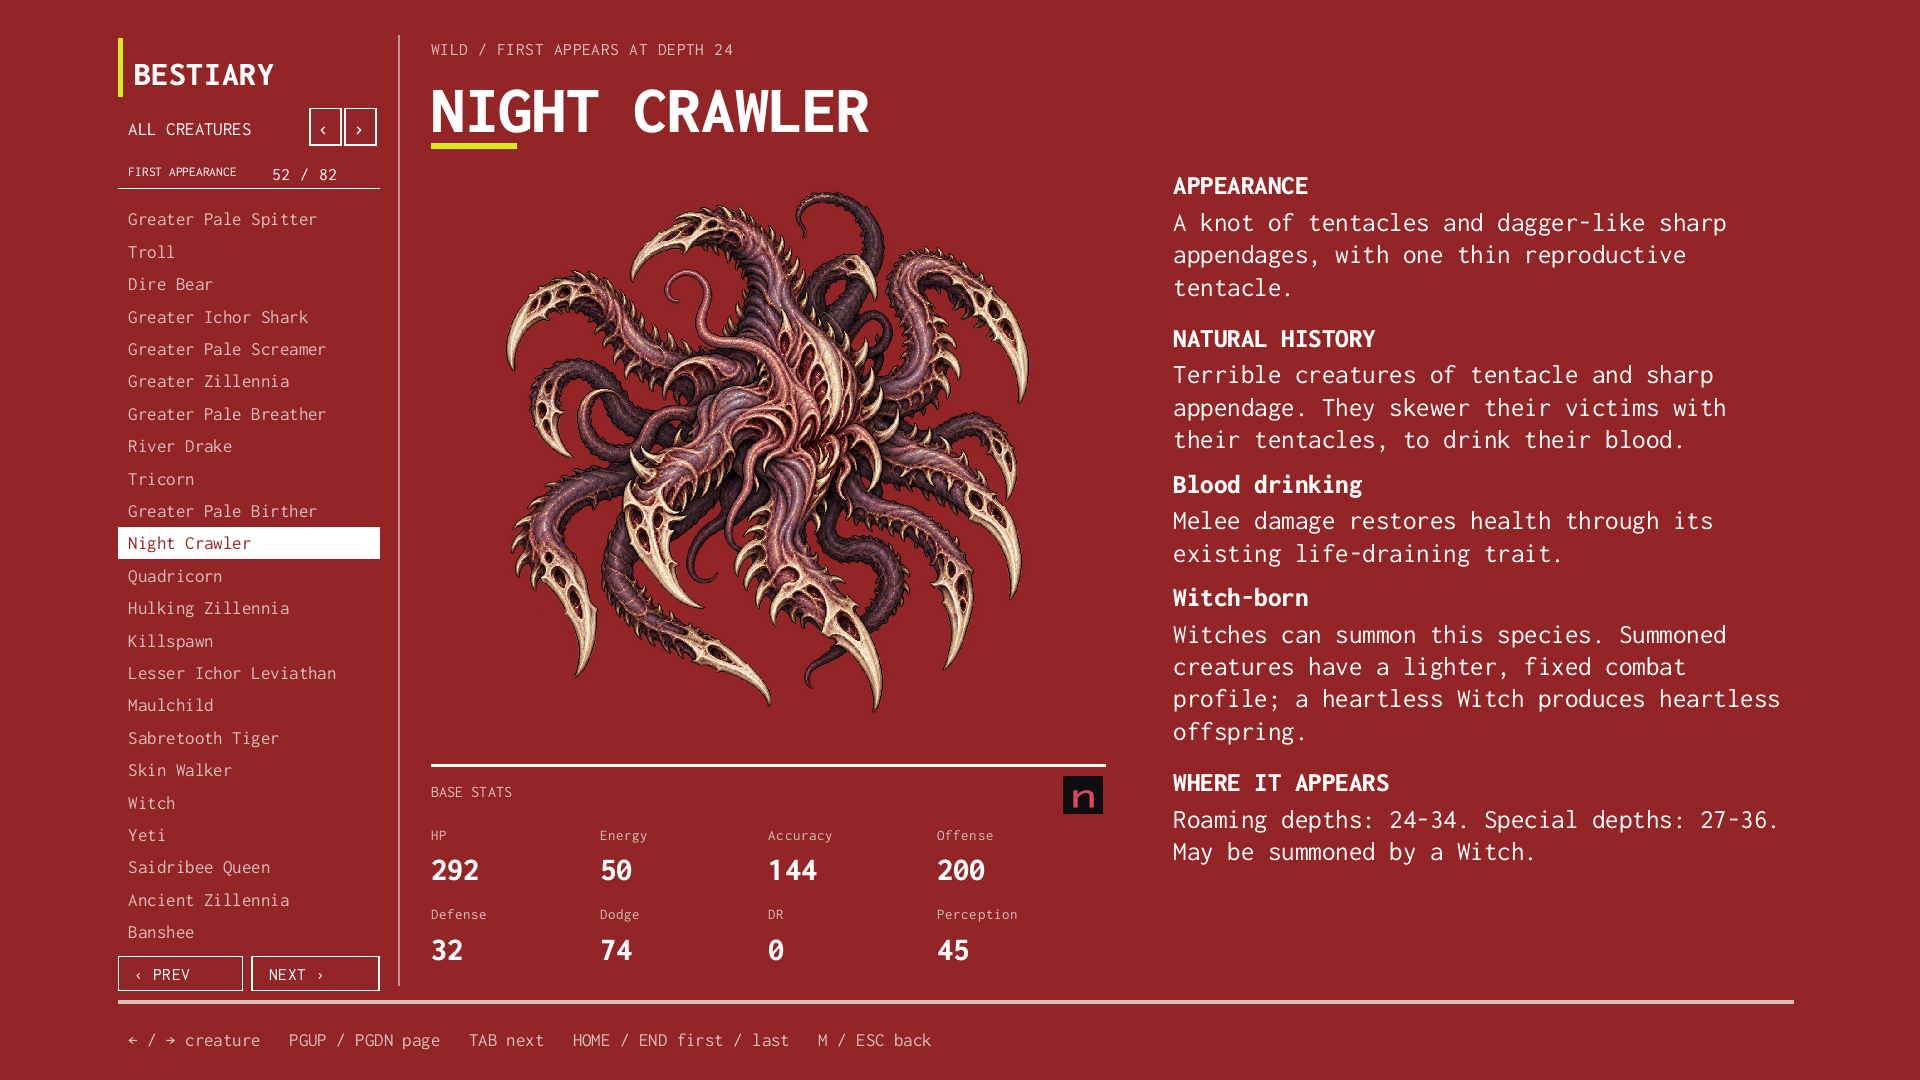 BESTIARY
ALL CREATURES
‹ ›
FIRST APPEARANCE 52 / 82
Greater Pale Spitter
Troll
Dire Bear
Greater Ichor Shark
Greater Pale Screamer
Greater Zillennia
Greater Pale Breather
River Drake
Tricorn
Greater Pale Birther
Night Crawler
Quadricorn
Hulking Zillennia
Killspawn
Lesser Ichor Leviathan
Maulchild
Sabretooth Tiger
Skin Walker
Witch
Yeti
Saidribee Queen
Ancient Zillennia
Banshee
‹ PREV NEXT ›
WILD / FIRST APPEARS AT DEPTH 24
NIGHT CRAWLER
BASE STATS
n
HP Energy Accuracy Offense
292 50 144 200
Defense Dodge DR Perception
32 74 0 45
APPEARANCE
A knot of tentacles and dagger-like sharp
appendages, with one thin reproductive
tentacle.
NATURAL HISTORY
Terrible creatures of tentacle and sharp
appendage. They skewer their victims with
their tentacles, to drink their blood.
Blood drinking
Melee damage restores health through its
existing life-draining trait.
Witch-born
Witches can summon this species. Summoned
creatures have a lighter, fixed combat
profile; a heartless Witch produces heartless
offspring.
WHERE IT APPEARS
Roaming depths: 24-34. Special depths: 27-36.
May be summoned by a Witch.
← / → creature PGUP / PGDN page TAB next HOME / END first / last M / ESC back